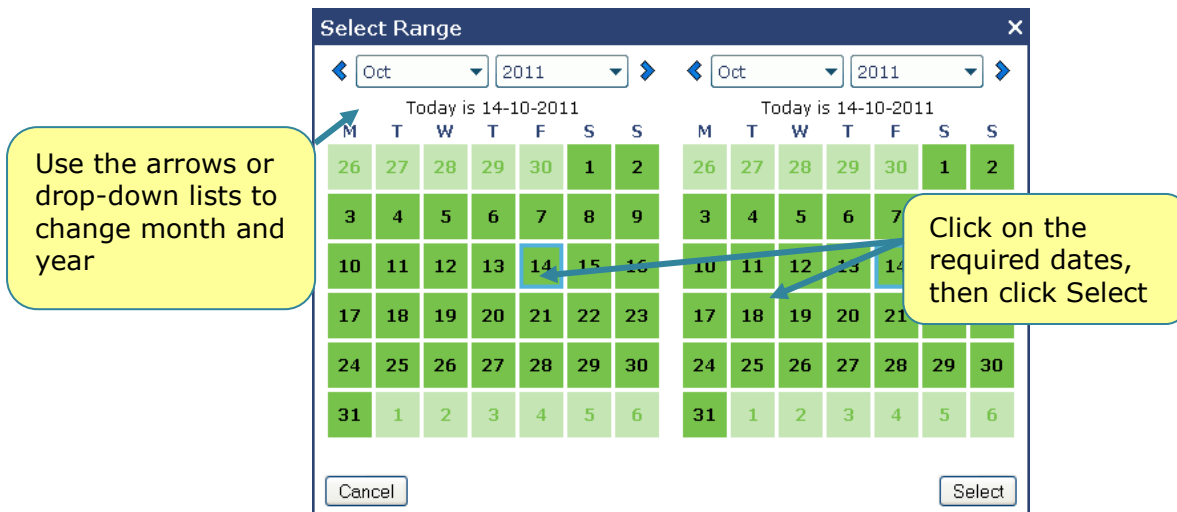 Select Range
Oct 2011 Oct 2011
Today is 14-10-2011 Today is 14-10-2011
M T W T F S S M T W T F S S
26 27 28 29 30 1 2 26 27 28 29 30 1 2
3 4 5 6 7 8 9 3 4 5 6 7
10 11 12 13 14 15 16 10 11 12 13 14
17 18 19 20 21 22 23 17 18 19 20 21
24 25 26 27 28 29 30 24 25 26 27 28 29 30
31 1 2 3 4 5 6 31 1 2 3 4 5 6
Cancel Select
Use the arrows or
drop-down lists to
change month and
year
Click on the
required dates,
then click Select